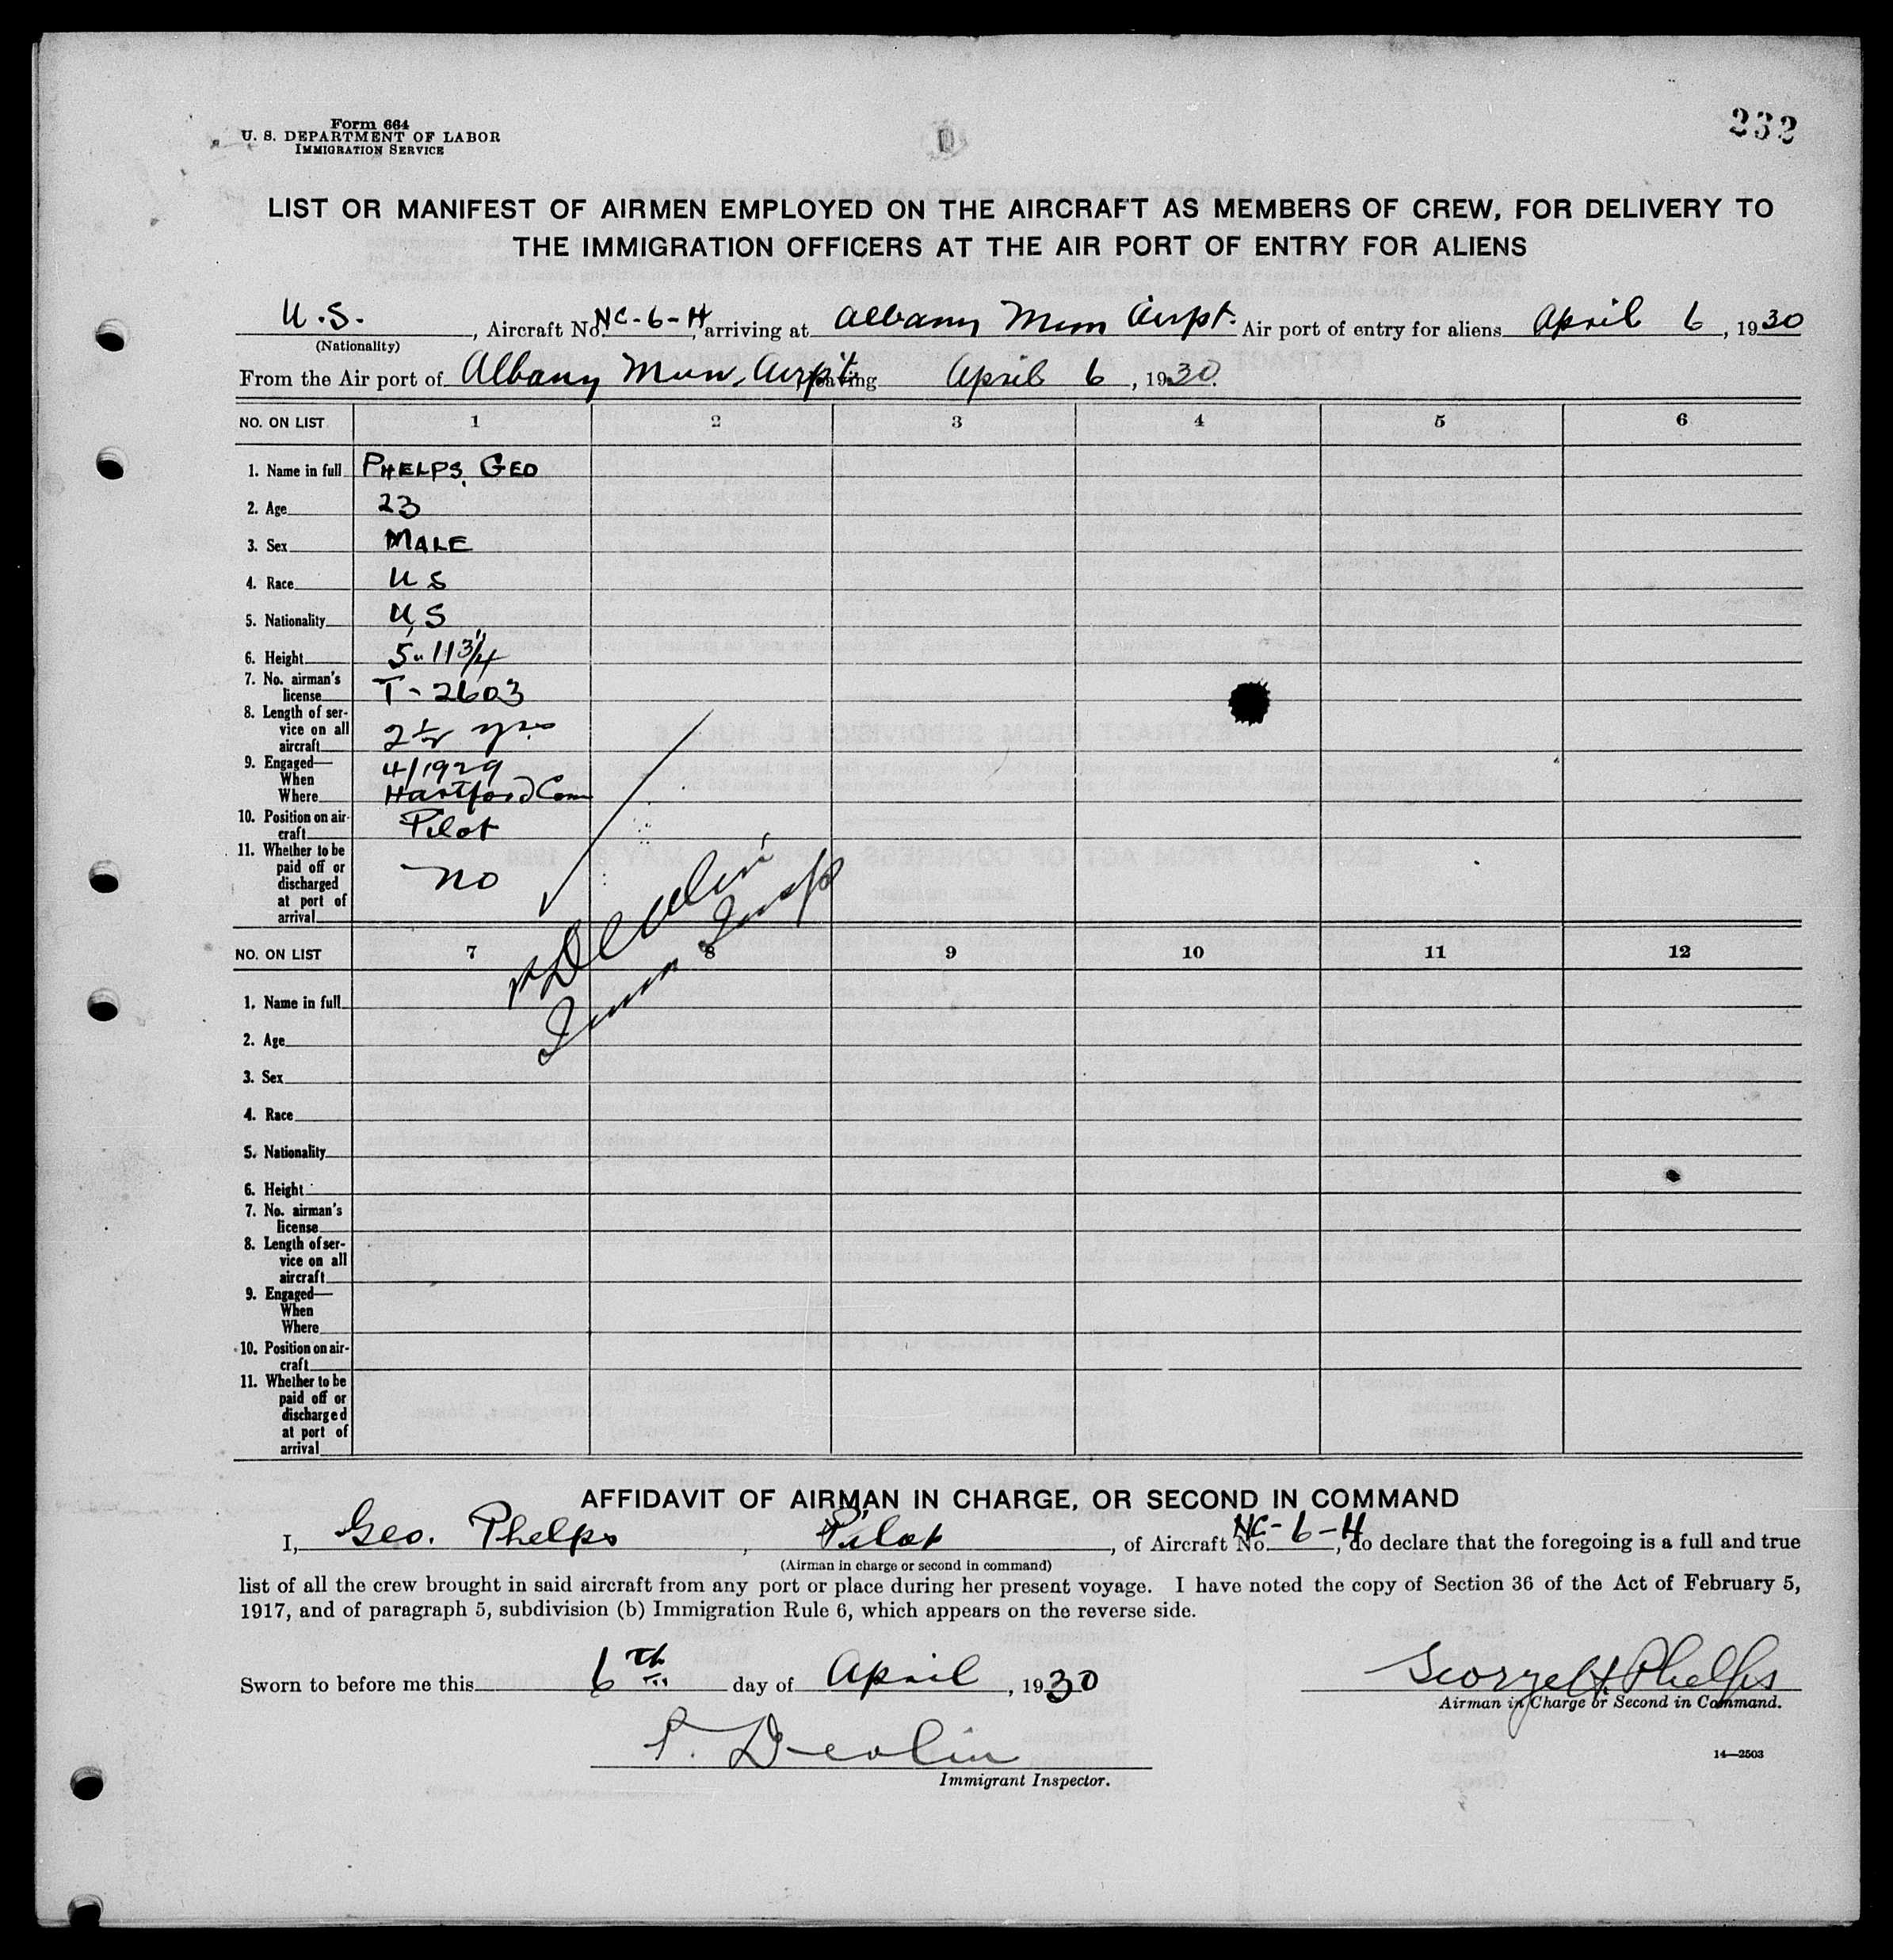 Form 664
U. S. DEPARTMENT OF LABOR
IMMIGRATION SERVICE
232
LIST OR MANIFEST OF AIRMEN EMPLOYED ON THE AIRCRAFT AS MEMBERS OF CREW, FOR DELIVERY TO
THE IMMIGRATION OFFICERS AT THE AIR PORT OF ENTRY FOR ALIENS
U.S., Aircraft No. NC-6-H, arriving at Albany Mun Airpt. Air port of entry for aliens April 6, 1930
(Nationality)
From the Air port of Albany Mun. Airpt., leaving April 6, 1930.
NO. ON LIST 1 2 3 4 5 6
1. Name in full PHELPS, GEO
2. Age 23
3. Sex MALE
4. Race U S
5. Nationality U S
6. Height 5' 11 3/4"
7. No. airman's
license T-2603
8. Length of ser-
vice on all
aircraft 2 1/2 yrs
9. Engaged—
When 4/1929
Where Hartford Conn
10. Position on air-
craft Pilot
11. Whether to be
paid off or
discharged
at port of
arrival No
P Devlin
Imm Insp
NO. ON LIST 7 8 9 10 11 12
1. Name in full
2. Age
3. Sex
4. Race
5. Nationality
6. Height
7. No. airman's
license
8. Length of ser-
vice on all
aircraft
9. Engaged—
When
Where
10. Position on air-
craft
11. Whether to be
paid off or
discharged
at port of
arrival
AFFIDAVIT OF AIRMAN IN CHARGE, OR SECOND IN COMMAND
I, Geo. Phelps, Pilot, of Aircraft No. NC-6-H, do declare that the foregoing is a full and true
(Airman in charge or second in command)
list of all the crew brought in said aircraft from any port or place during her present voyage. I have noted the copy of Section 36 of the Act of February 5,
1917, and of paragraph 5, subdivision (b) Immigration Rule 6, which appears on the reverse side.
Sworn to before me this 6th day of April, 1930
George H Phelps
Airman in Charge or Second in Command.
P. Devlin
Immigrant Inspector.
14—2503